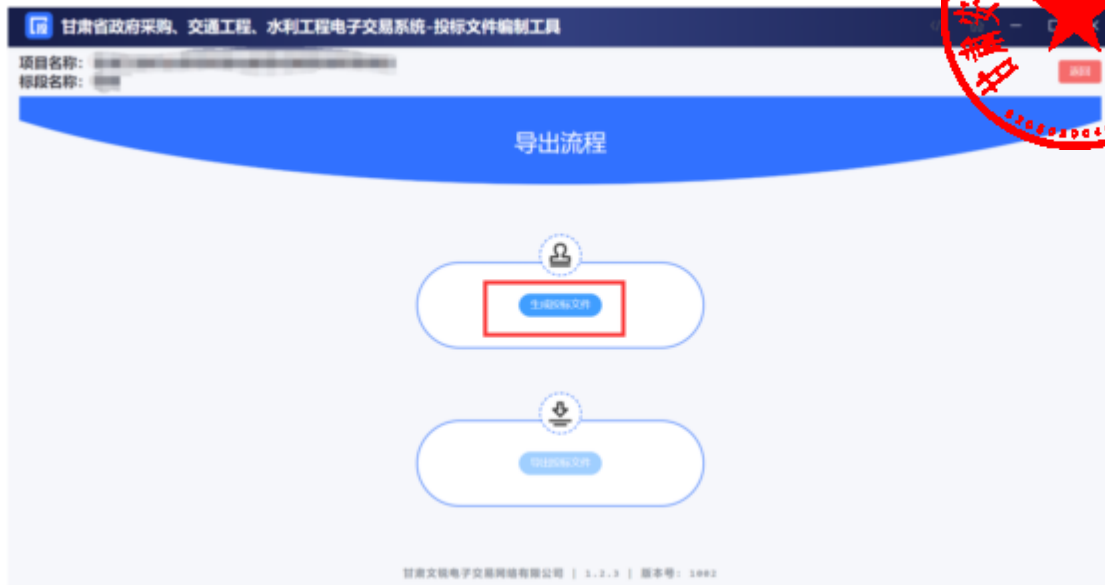 甘肃省政府采购、交通工程、水利工程电子交易系统-投标文件编制工具
项目名称:
标段名称:
返回
导出流程
生成投标文件
导出投标文件
甘肃文锐电子交易网络有限公司 | 1.2.3 | 版本号: 1002